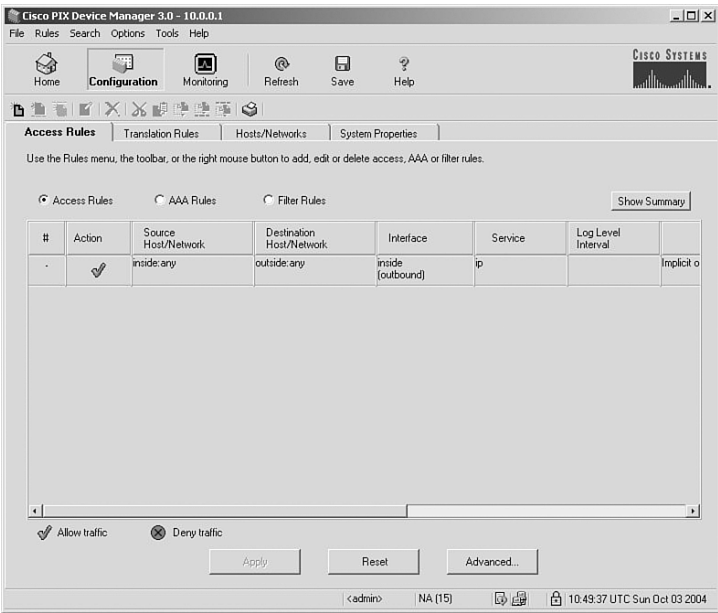 Cisco PIX Device Manager 3.0 - 10.0.0.1
File Rules Search Options Tools Help
Home Configuration Monitoring Refresh Save Help
CISCO SYSTEMS
Access Rules Translation Rules Hosts/Networks System Properties
Use the Rules menu, the toolbar, or the right mouse button to add, edit or delete access, AAA or filter rules.
Access Rules AAA Rules Filter Rules Show Summary
# Action Source Host/Network Destination Host/Network Interface Service Log Level Interval
- inside:any outside:any inside (outbound) ip Implicit o
Allow traffic Deny traffic
Apply Reset Advanced...
<admin> NA (15) 10:49:37 UTC Sun Oct 03 2004